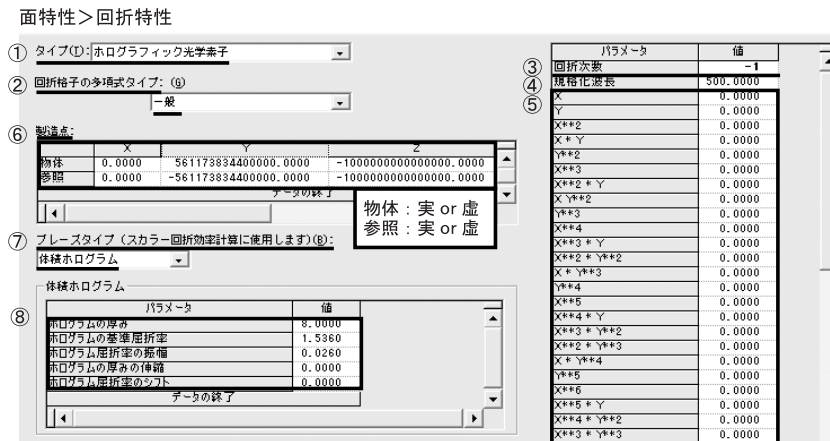 面特性＞回折特性
① タイプ(T): ホログラフィック光学素子
② 回折格子の多項式タイプ: (G)
一般
⑥ 製造点:
X Y Z
物体 0.0000 561173834400000.0000 -1000000000000000.0000
参照 0.0000 -561173834400000.0000 -1000000000000000.0000
データの終了
物体：実 or 虚
参照：実 or 虚
⑦ ブレーズタイプ (スカラー回折効率計算に使用します)(B):
体積ホログラム
体積ホログラム
⑧
パラメータ 値
ホログラムの厚み 8.0000
ホログラムの基準屈折率 1.5360
ホログラム屈折率の振幅 0.0260
ホログラムの厚みの伸縮 0.0000
ホログラム屈折率のシフト 0.0000
データの終了
パラメータ 値
③ 回折次数 -1
④ 規格化波長 500.0000
⑤ X 0.0000
Y 0.0000
X**2 0.0000
X * Y 0.0000
Y**2 0.0000
X**3 0.0000
X**2 * Y 0.0000
X Y**2 0.0000
Y**3 0.0000
X**4 0.0000
X**3 * Y 0.0000
X**2 * Y**2 0.0000
X * Y**3 0.0000
Y**4 0.0000
X**5 0.0000
X**4 * Y 0.0000
X**3 * Y**2 0.0000
X**2 * Y**3 0.0000
X * Y**4 0.0000
Y**5 0.0000
X**6 0.0000
X**5 * Y 0.0000
X**4 * Y**2 0.0000
X**3 * Y**3 0.0000